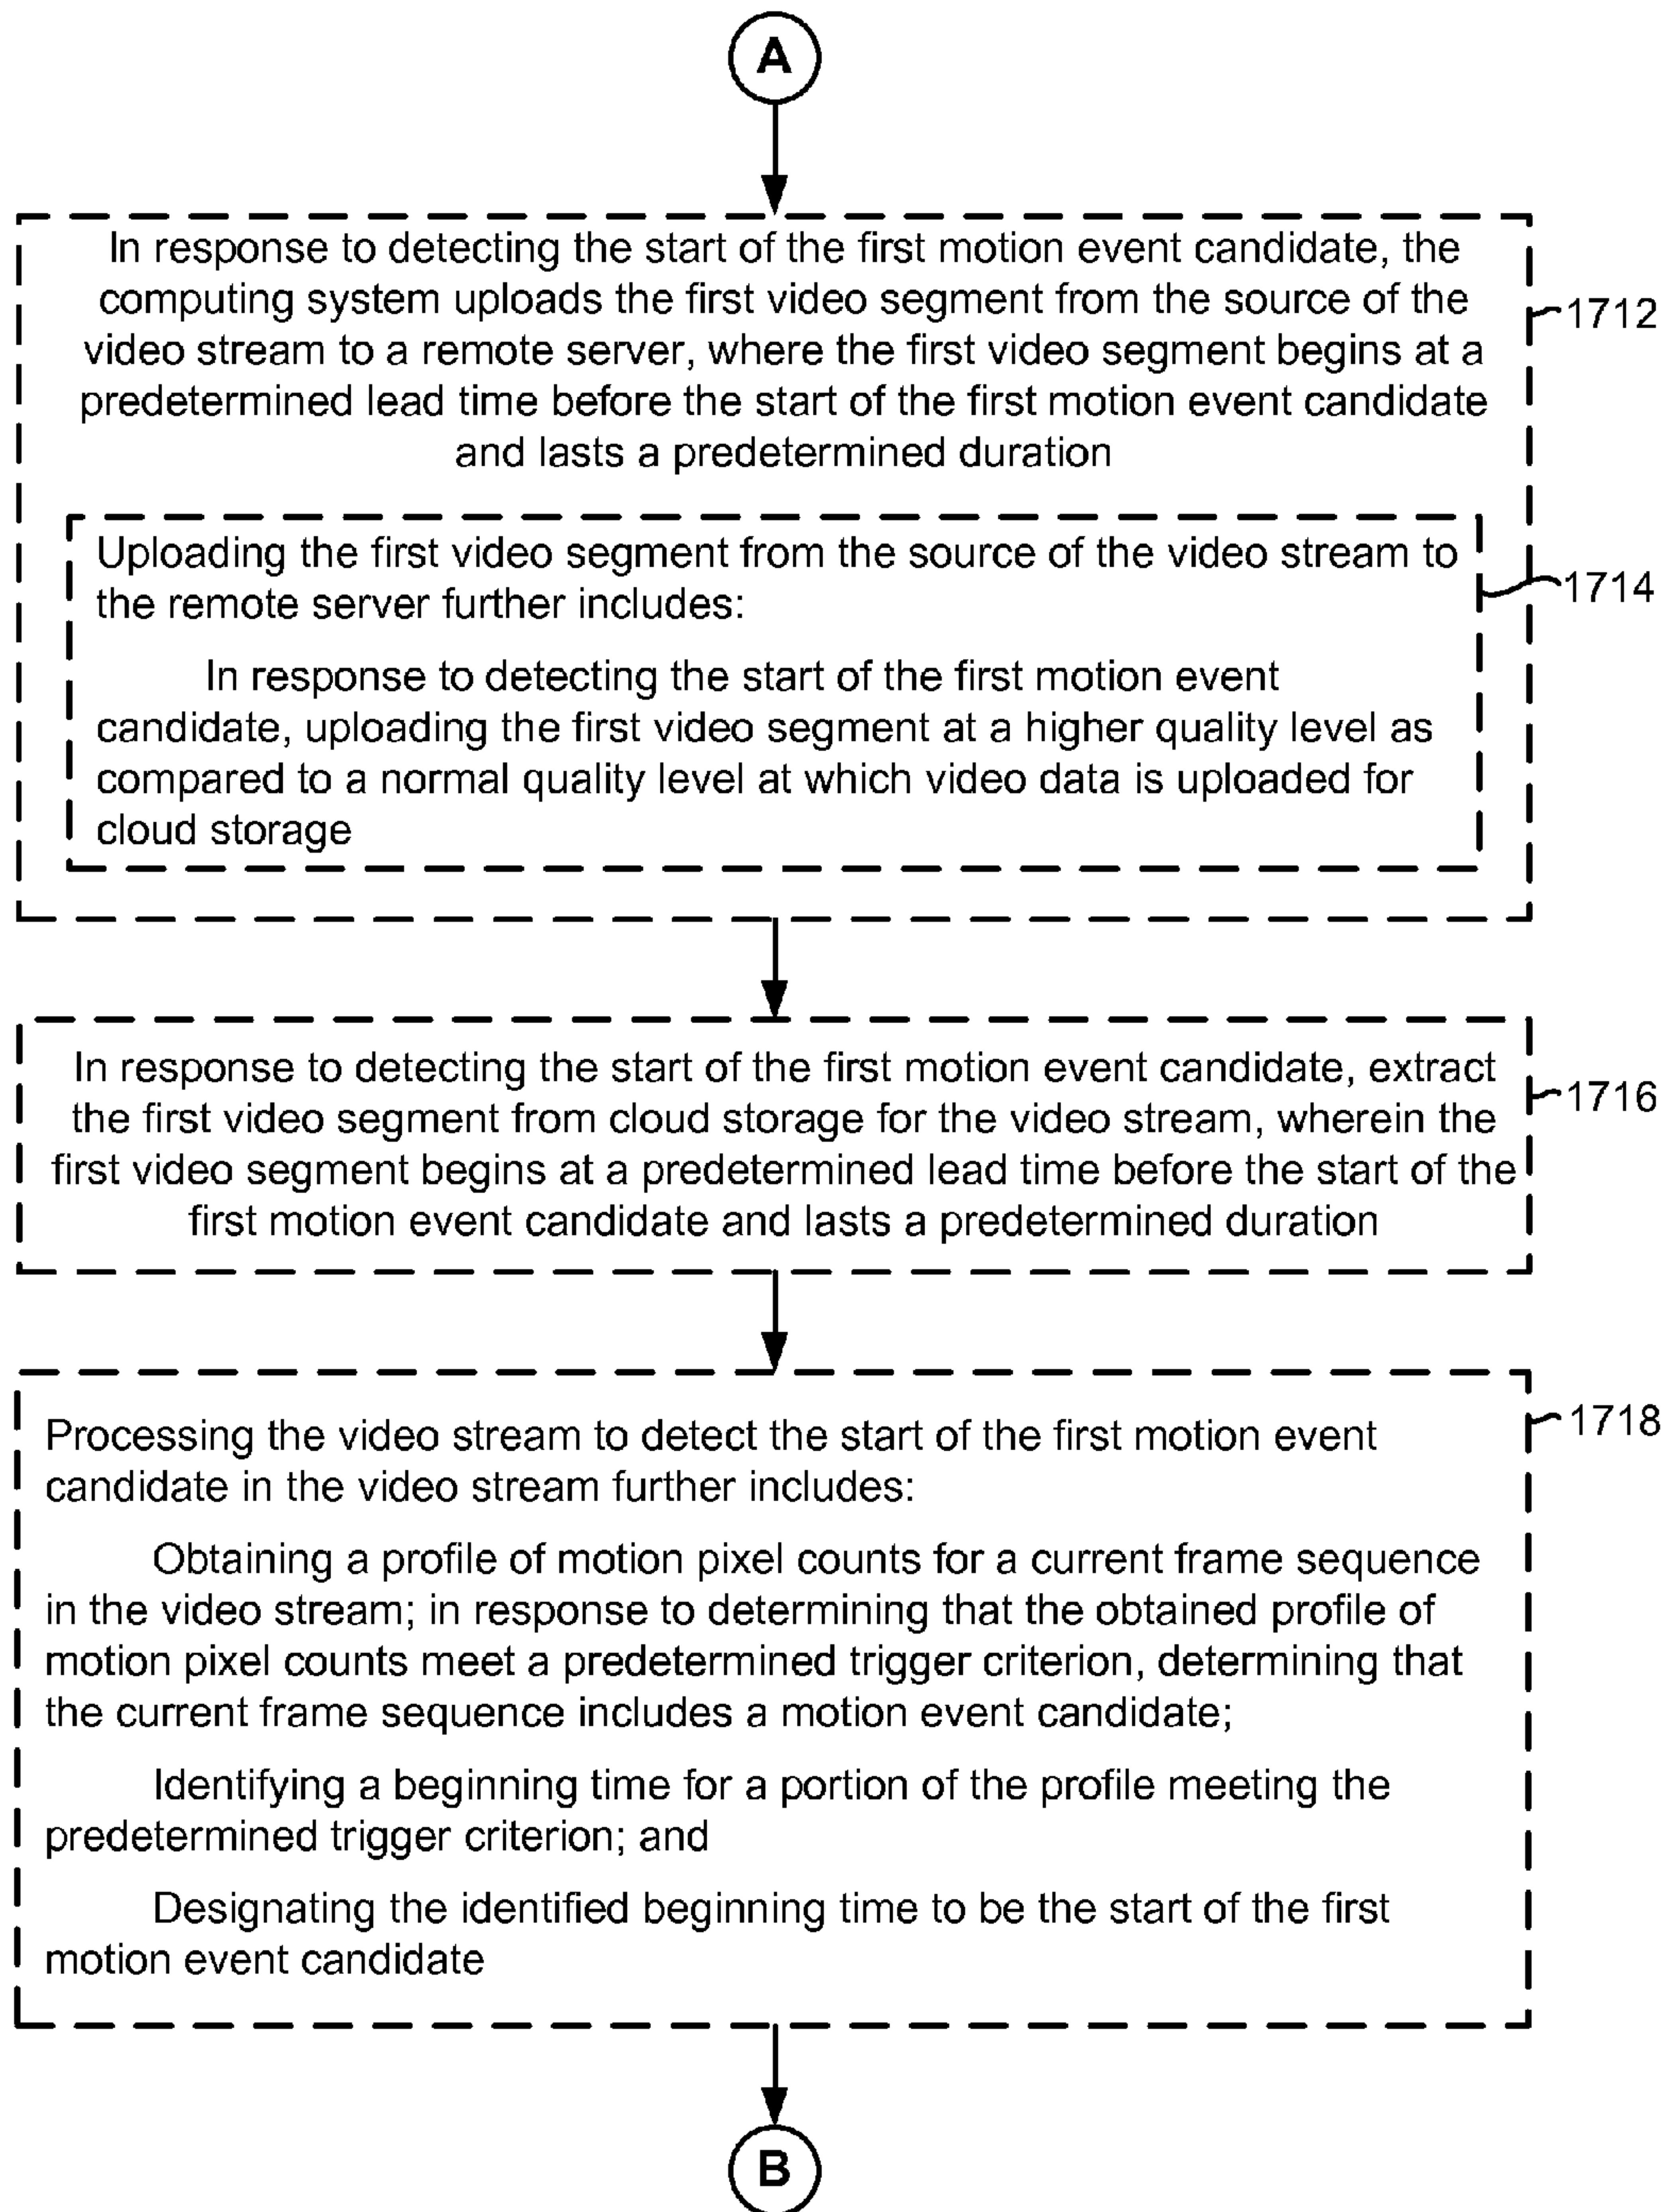 A
In response to detecting the start of the first motion event candidate, the
computing system uploads the first video segment from the source of the
video stream to a remote server, where the first video segment begins at a
predetermined lead time before the start of the first motion event candidate
and lasts a predetermined duration
1712
Uploading the first video segment from the source of the video stream to
the remote server further includes:
1714
In response to detecting the start of the first motion event
candidate, uploading the first video segment at a higher quality level as
compared to a normal quality level at which video data is uploaded for
cloud storage
In response to detecting the start of the first motion event candidate, extract
the first video segment from cloud storage for the video stream, wherein the
first video segment begins at a predetermined lead time before the start of the
first motion event candidate and lasts a predetermined duration
1716
Processing the video stream to detect the start of the first motion event
candidate in the video stream further includes:
1718
Obtaining a profile of motion pixel counts for a current frame sequence
in the video stream; in response to determining that the obtained profile of
motion pixel counts meet a predetermined trigger criterion, determining that
the current frame sequence includes a motion event candidate;
Identifying a beginning time for a portion of the profile meeting the
predetermined trigger criterion; and
Designating the identified beginning time to be the start of the first
motion event candidate
B